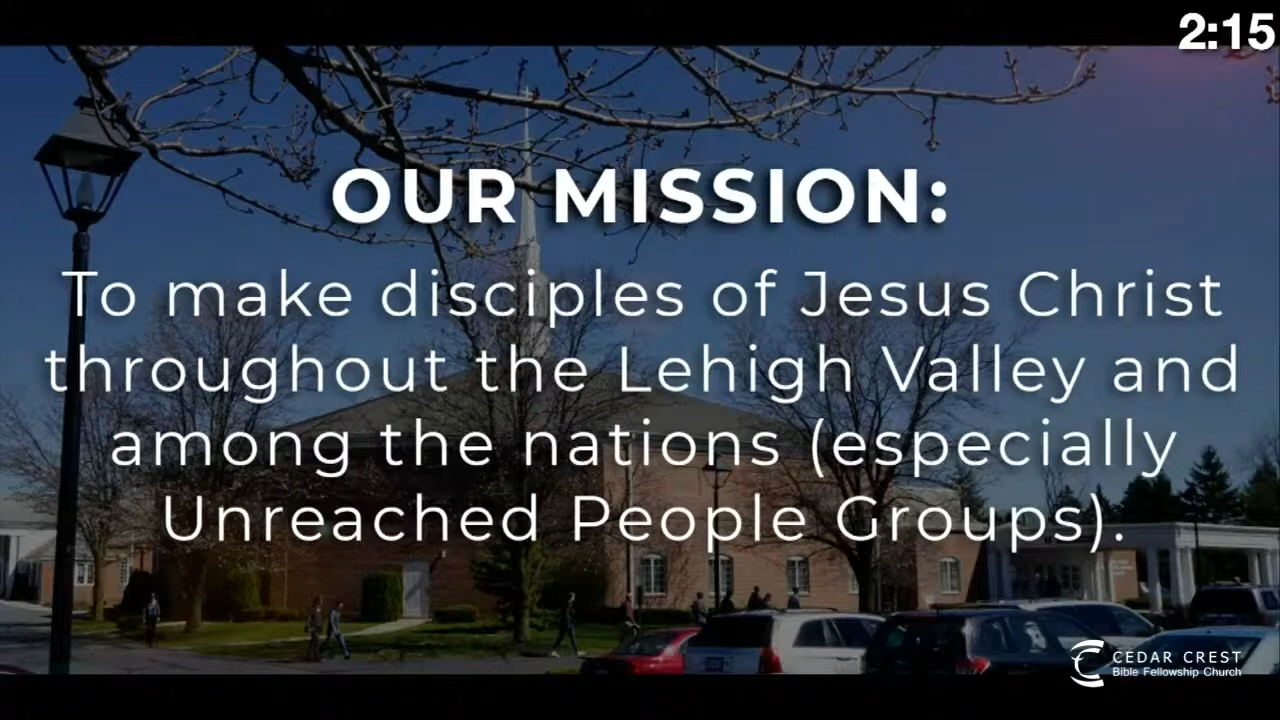 2:15
OUR MISSION:
To make disciples of Jesus Christ
throughout the Lehigh Valley and
among the nations (especially
Unreached People Groups).
CEDAR CREST
Bible Fellowship Church